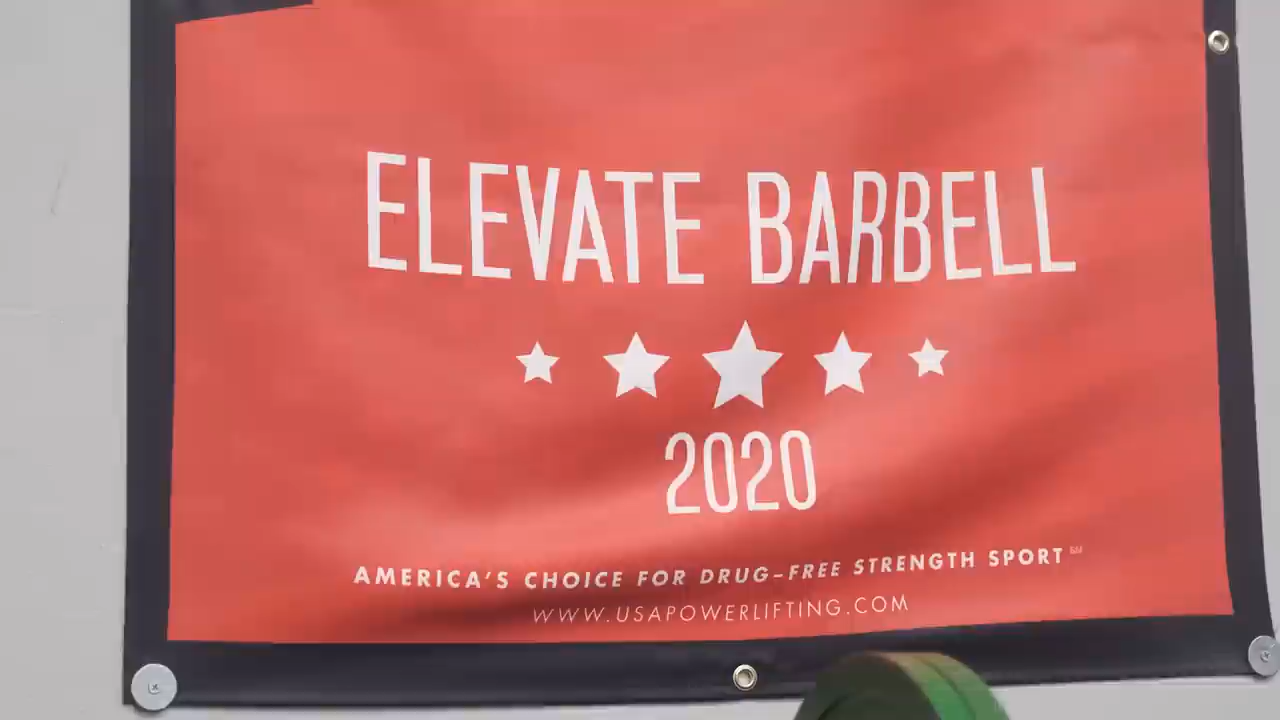 ELEVATE BARBELL
2020
AMERICA'S CHOICE FOR DRUG-FREE STRENGTH SPORT℠
WWW.USAPOWERLIFTING.COM